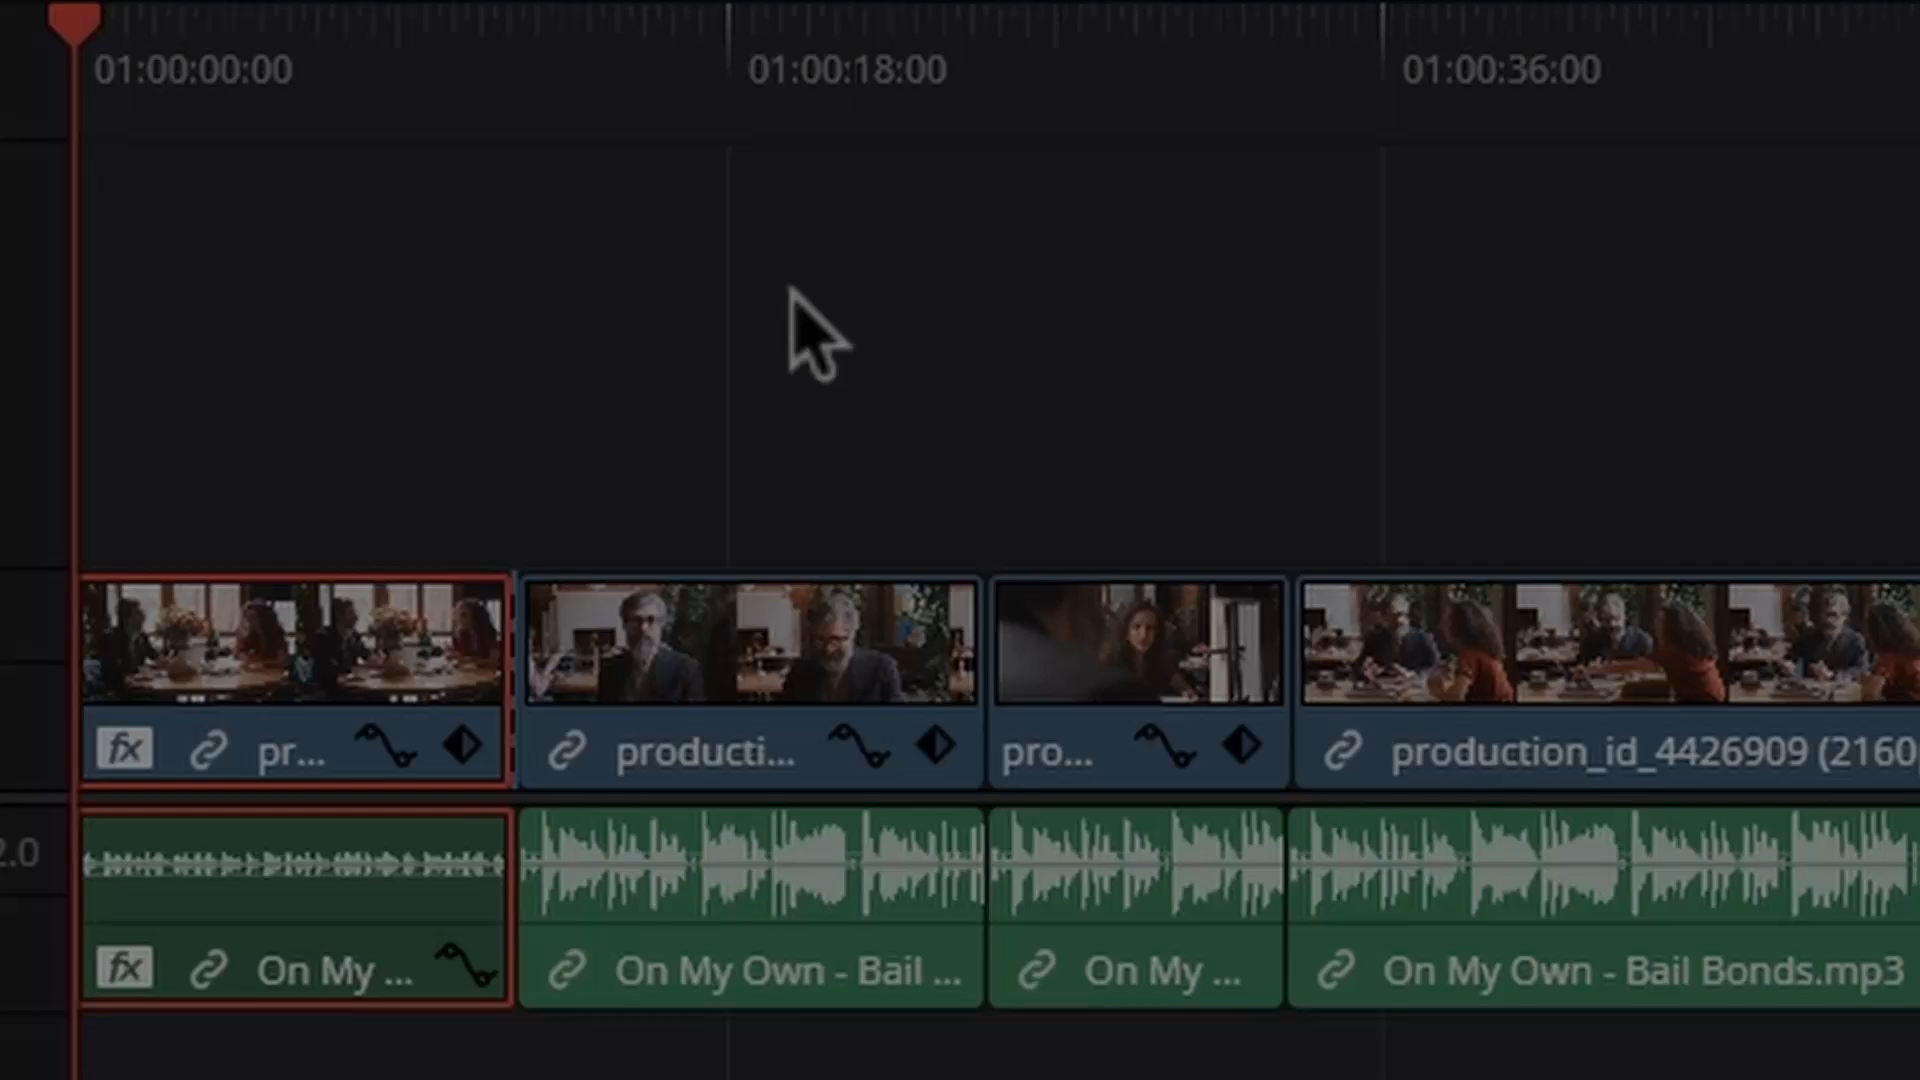 01:00:00:00 01:00:18:00 01:00:36:00
fx pr... producti... pro... production_id_4426909 (2160
2.0
fx On My ... On My Own - Bail ... On My ... On My Own - Bail Bonds.mp3